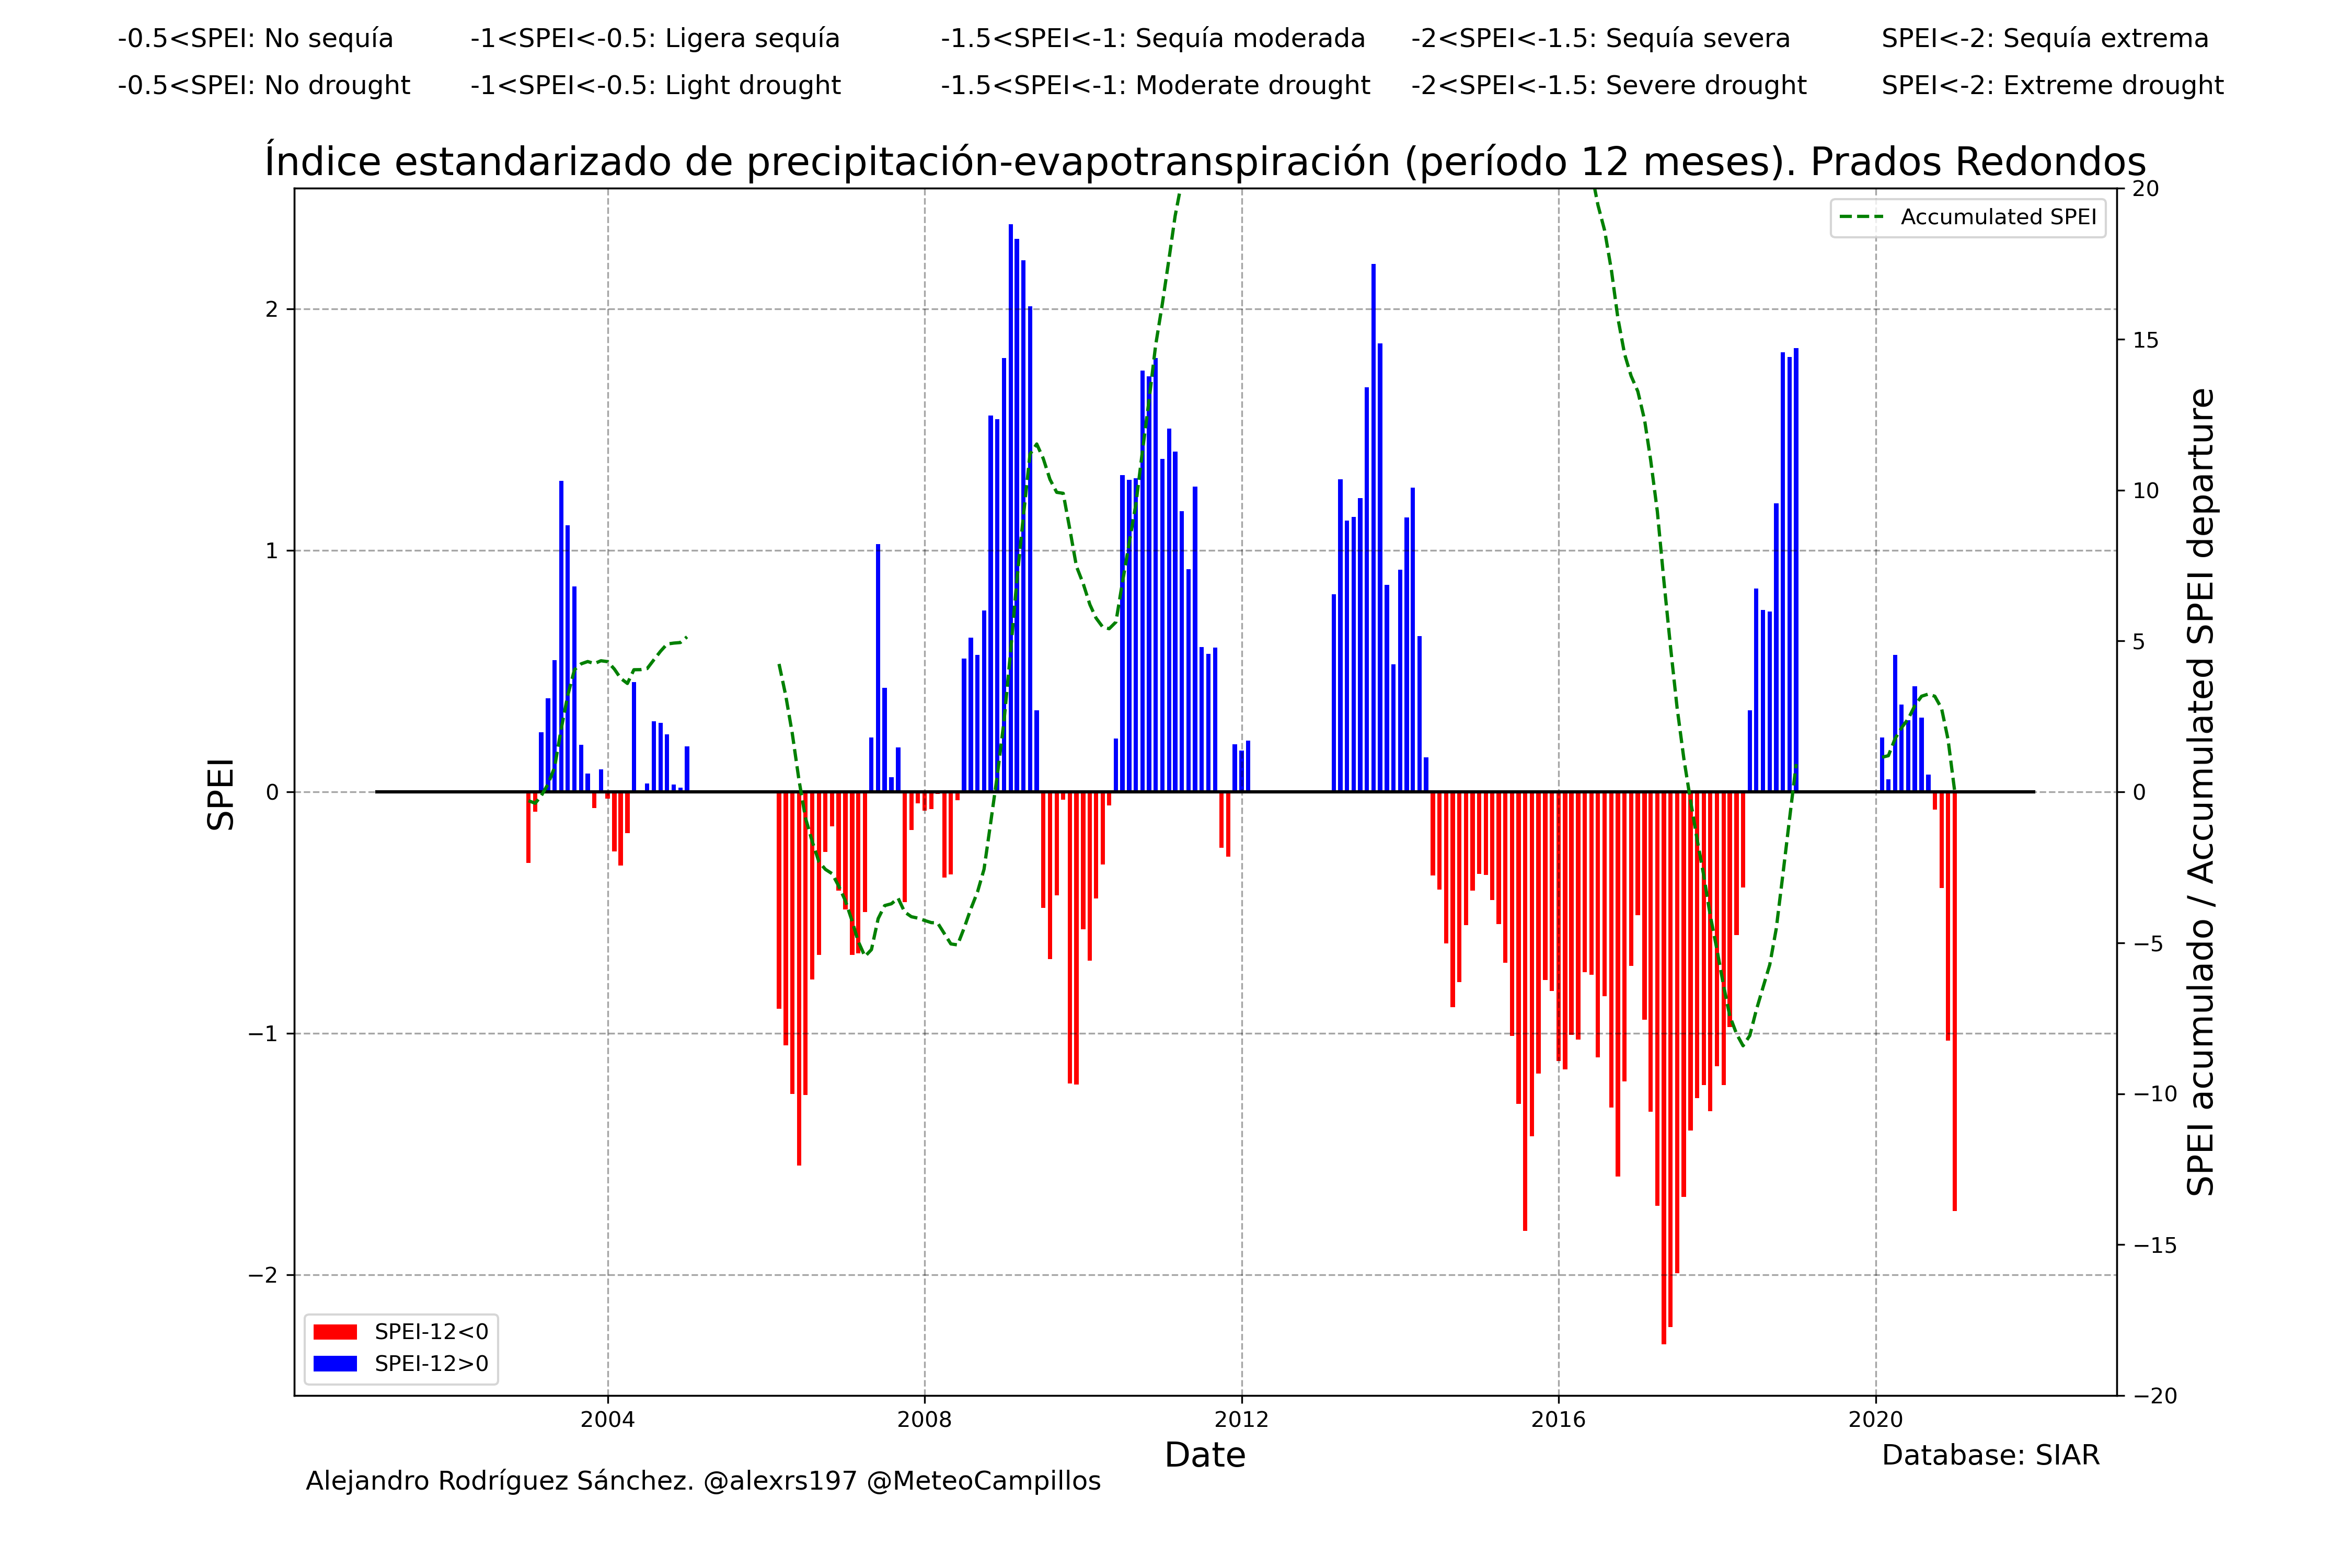 -0.5<SPEI: No sequía -1<SPEI<-0.5: Ligera sequía -1.5<SPEI<-1: Sequía moderada -2<SPEI<-1.5: Sequía severa SPEI<-2: Sequía extrema
-0.5<SPEI: No drought -1<SPEI<-0.5: Light drought -1.5<SPEI<-1: Moderate drought -2<SPEI<-1.5: Severe drought SPEI<-2: Extreme drought
Índice estandarizado de precipitación-evapotranspiración (período 12 meses). Prados Redondos
SPEI
2
1
0
−1
−2
Accumulated SPEI
SPEI-12<0
SPEI-12>0
20
15
10
5
0
−5
−10
−15
−20
SPEI acumulado / Accumulated SPEI departure
2004 2008 2012 2016 2020
Date
Database: SIAR
Alejandro Rodríguez Sánchez. @alexrs197 @MeteoCampillos